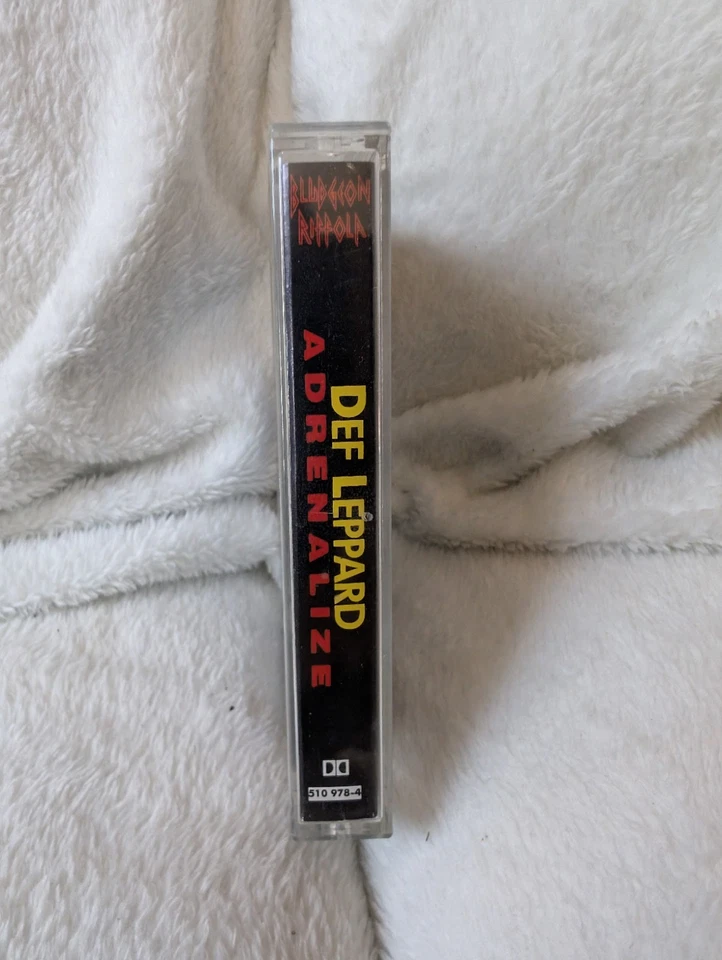 BLUDGEON
RIFFOLA
DEF LEPPARD
ADRENALIZE
510 978-4